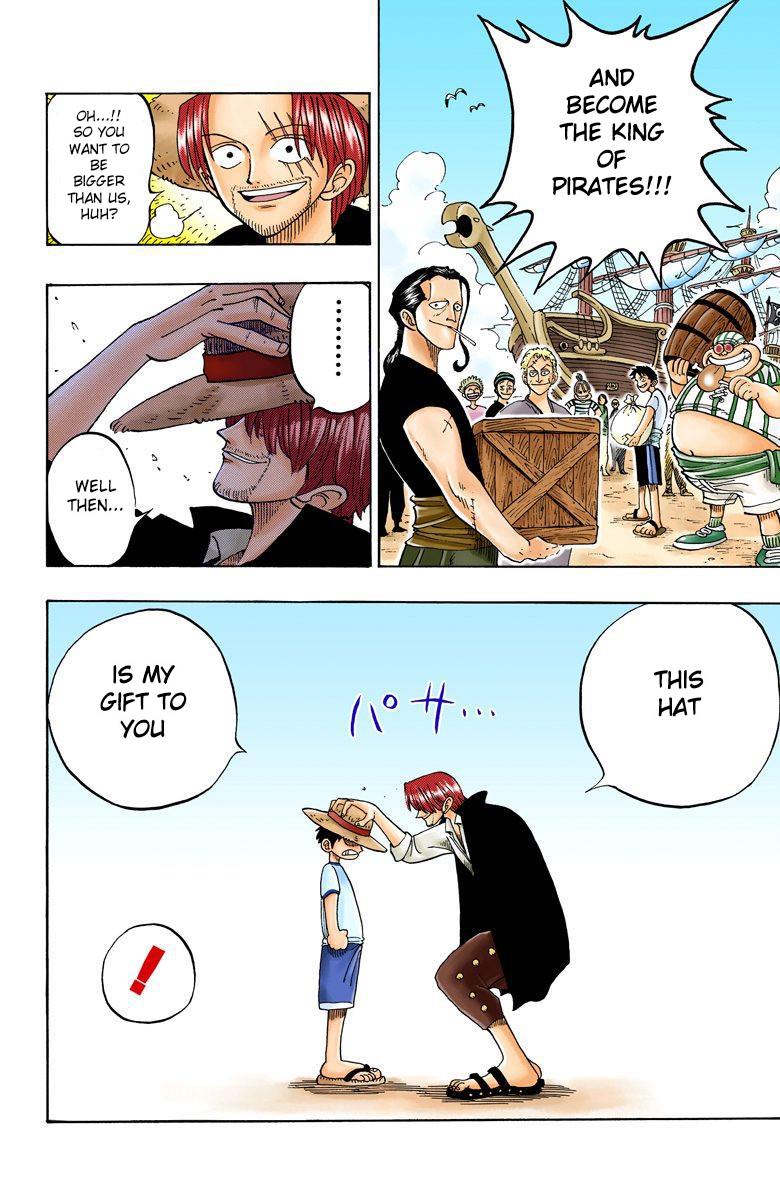 AND
BECOME
THE KING
OF
PIRATES!!!
OH...!!
SO YOU
WANT TO
BE
BIGGER
THAN US,
HUH?
.........
WELL
THEN...
THIS
HAT
パサ...
IS MY
GIFT TO
YOU
!